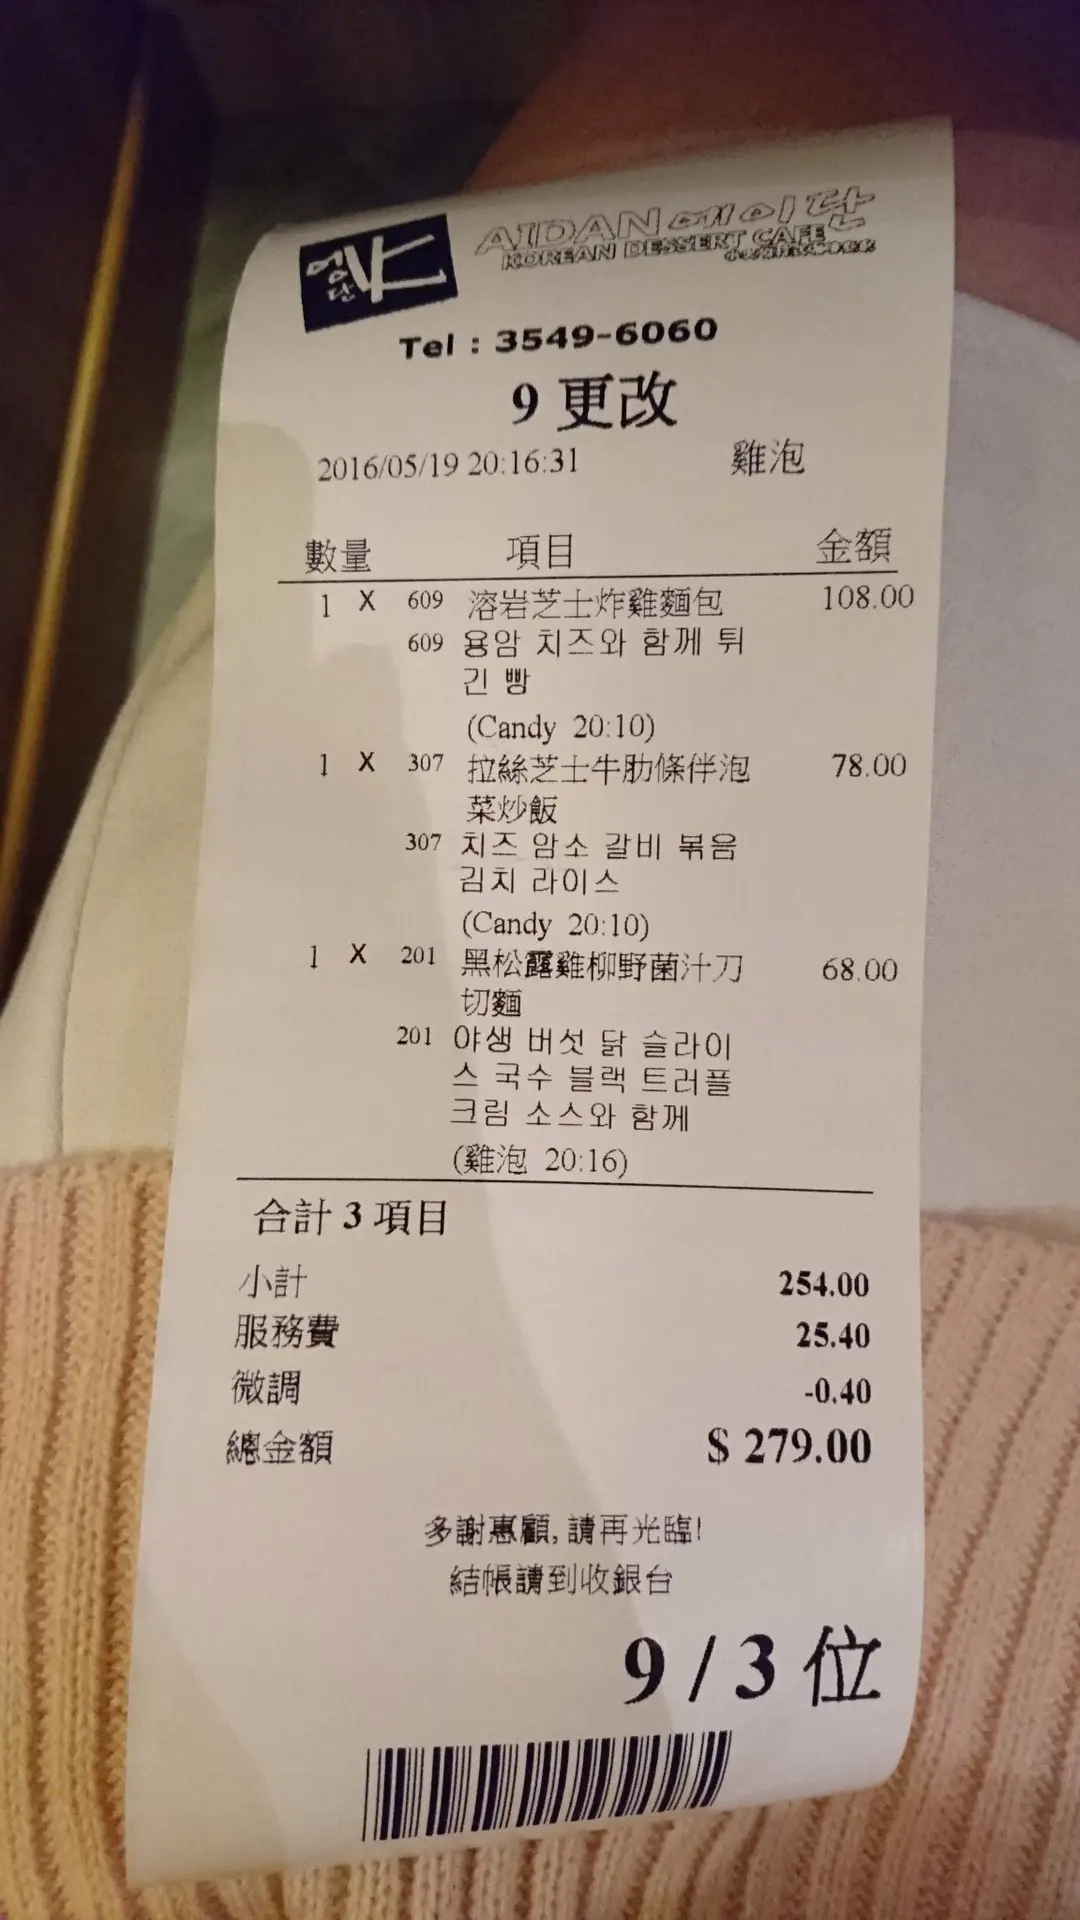 AIDAN 에이단
KOREAN DESSERT CAFE
Tel : 3549-6060
9 更改
2016/05/19 20:16:31 雞泡
數量 項目 金額
1 X 609 溶岩芝士炸雞麵包 108.00
609 용암 치즈와 함께 튀
긴 빵
(Candy 20:10)
1 X 307 拉絲芝士牛肋條伴泡 78.00
菜炒飯
307 치즈 암소 갈비 볶음
김치 라이스
(Candy 20:10)
1 X 201 黑松露雞柳野菌汁刀 68.00
切麵
201 야생 버섯 닭 슬라이
스 국수 블랙 트러플
크림 소스와 함께
(雞泡 20:16)
合計 3 項目
小計 254.00
服務費 25.40
微調 -0.40
總金額 $ 279.00
多謝惠顧,請再光臨!
結帳請到收銀台
9 / 3 位